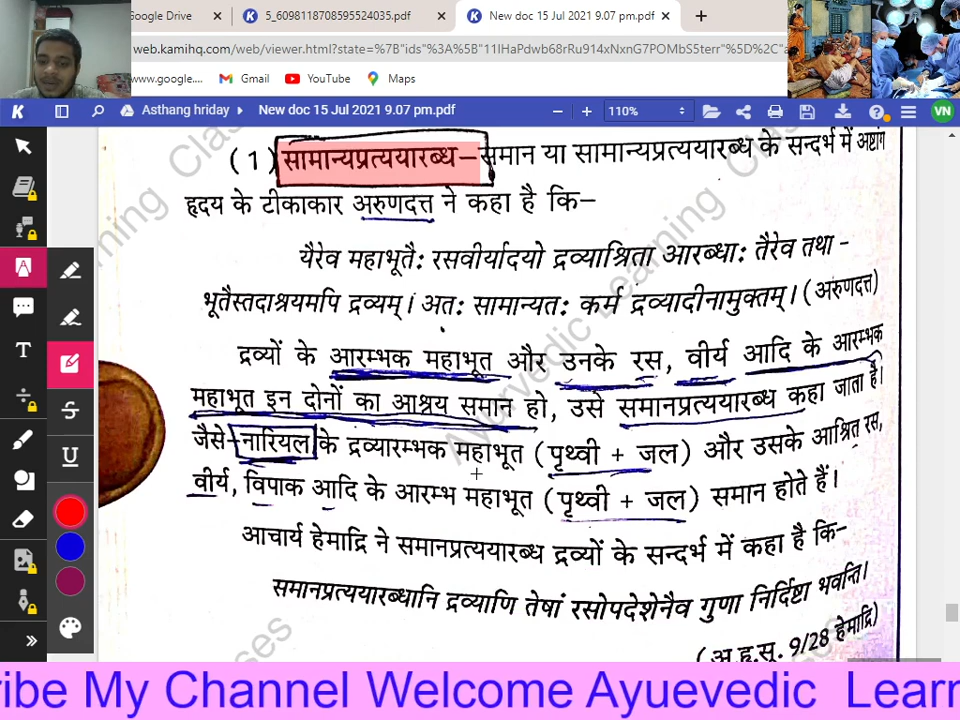 Google Drive
5_6098118708595524035.pdf
New doc 15 Jul 2021 9.07 pm.pdf
web.kamihq.com/web/viewer.html?state=%7B"ids"%3A%5B"11IHaPdwb68rRu914xNxnG7POMbS5terr"%5D%2C"a
www.google....
Gmail
YouTube
Maps
K
Asthang hriday
New doc 15 Jul 2021 9.07 pm.pdf
110%
VN
(1) सामान्यप्रत्ययारब्ध–समान या सामान्यप्रत्ययारब्ध के सन्दर्भ में अष्टांग
हृदय के टीकाकार अरुणदत्त ने कहा है कि–
यैरेव महाभूतैः रसवीर्यादयो द्रव्याश्रिता आरब्धाः तैरेव तथा –
भूतैस्तदाश्रयमपि द्रव्यम्। अतः सामान्यतः कर्म द्रव्यादीनामुक्तम्। (अरुणदत्त)
द्रव्यों के आरम्भक महाभूत और उनके रस, वीर्य आदि के आरम्भक
महाभूत इन दोनों का आश्रय समान हो, उसे समानप्रत्ययारब्ध कहा जाता है।
जैसे–नारियल के द्रव्यारम्भक महाभूत (पृथ्वी + जल) और उसके आश्रित रस,
वीर्य, विपाक आदि के आरम्भ महाभूत (पृथ्वी + जल) समान होते हैं।
आचार्य हेमाद्रि ने समानप्रत्ययारब्ध द्रव्यों के सन्दर्भ में कहा है कि–
समानप्रत्ययारब्धानि द्रव्याणि तेषां रसोपदेशेनैव गुणा निर्दिष्टा भवन्ति।
(अ.हृ.सू. 9/28 हेमाद्रि)
ribe My Channel Welcome Ayuevedic Learn